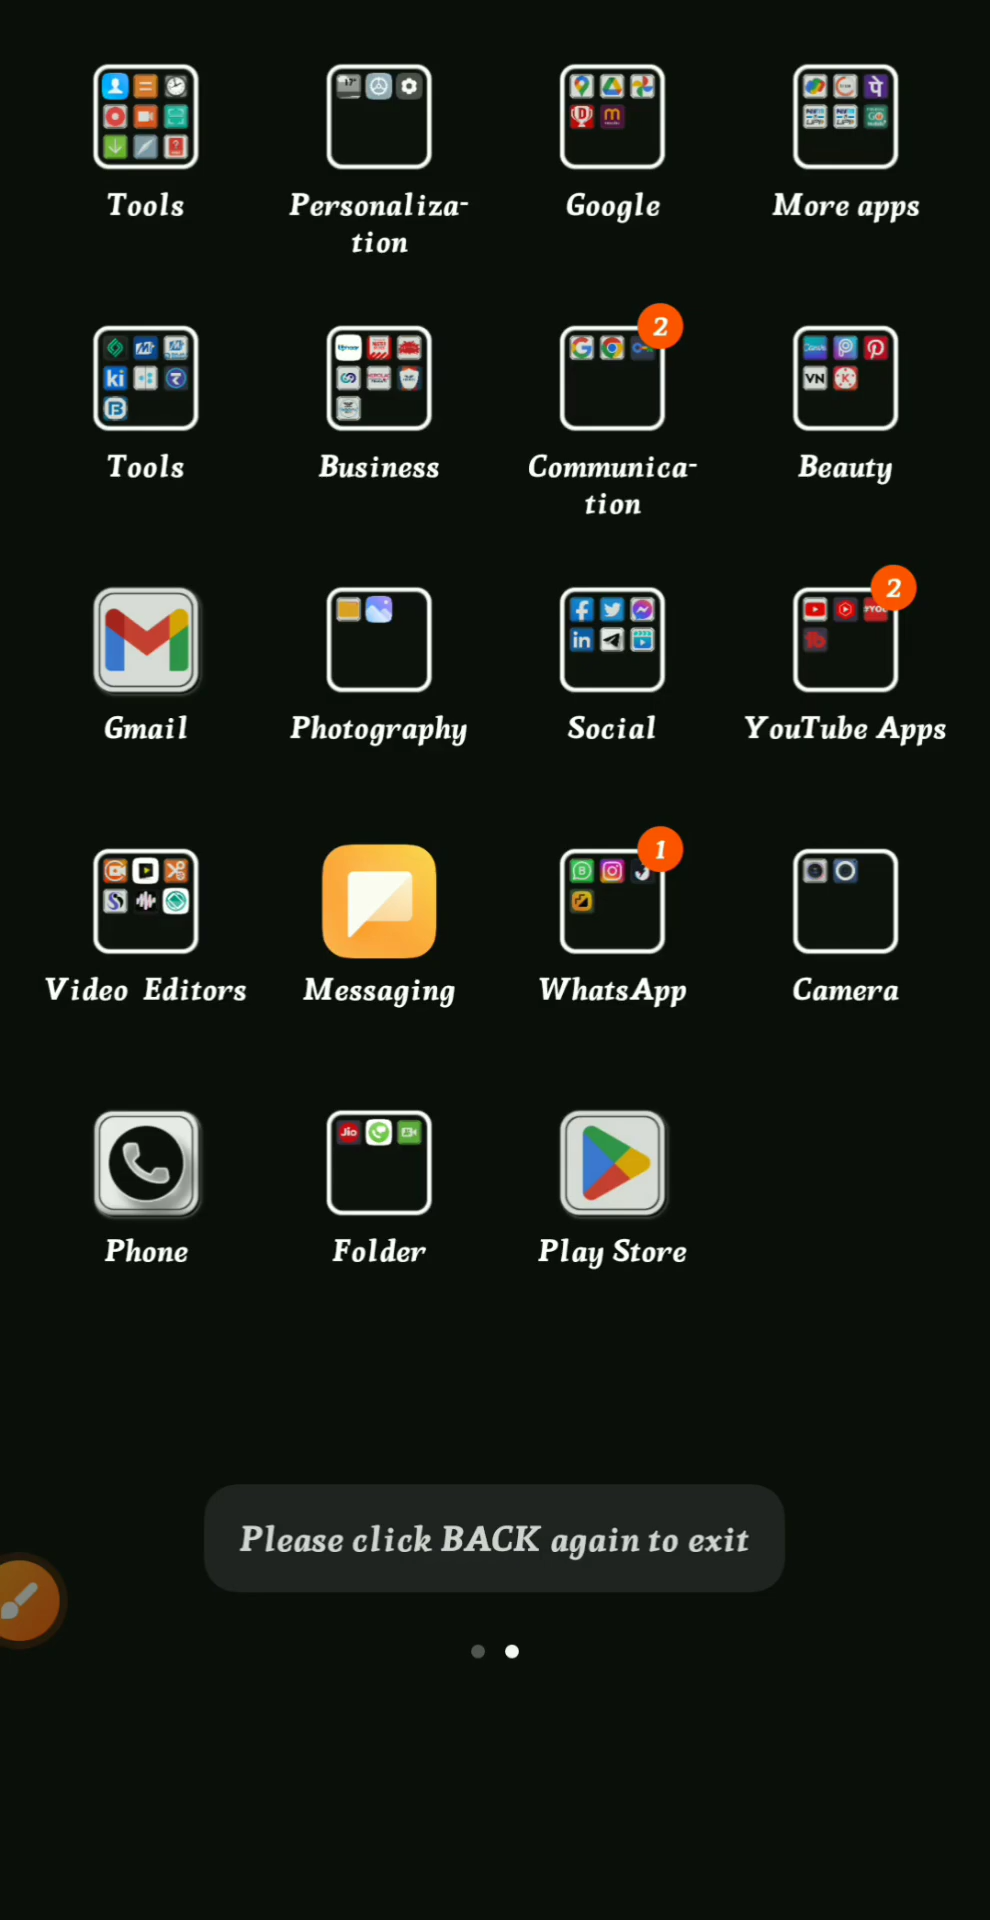 Tools
Personaliza-
tion
Google
More apps
2
Tools
Business
Communica-
tion
Beauty
2
Gmail
Photography
Social
YouTube Apps
1
Video Editors
Messaging
WhatsApp
Camera
Jio
Phone
Folder
Play Store
Please click BACK again to exit